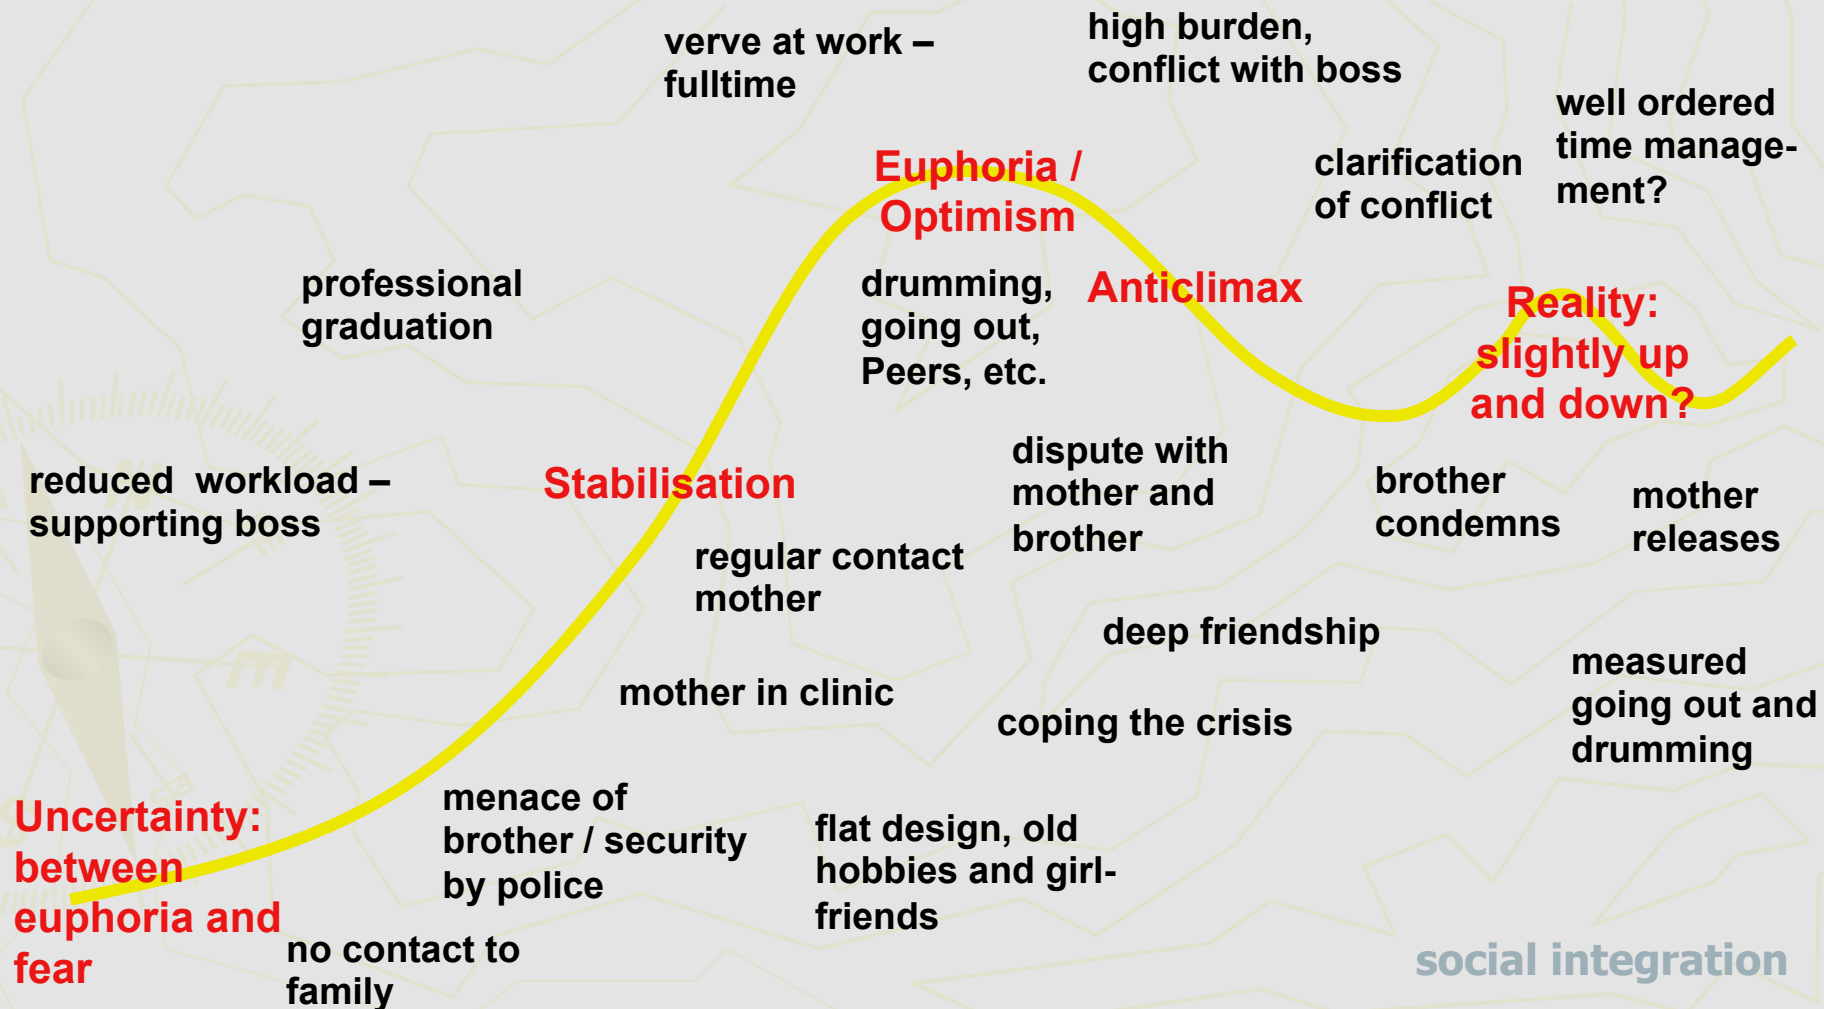 verve at work –
fulltime
high burden,
conflict with boss
well ordered
time manage-
ment?
clarification
of conflict
Euphoria /
Optimism
professional
graduation
drumming,
going out,
Peers, etc.
Anticlimax
Reality:
slightly up
and down?
reduced workload –
supporting boss
Stabilisation
dispute with
mother and
brother
brother
condemns
mother
releases
regular contact
mother
deep friendship
mother in clinic
coping the crisis
measured
going out and
drumming
Uncertainty:
between
euphoria and
fear
menace of
brother / security
by police
flat design, old
hobbies and girl-
friends
no contact to
family
social integration